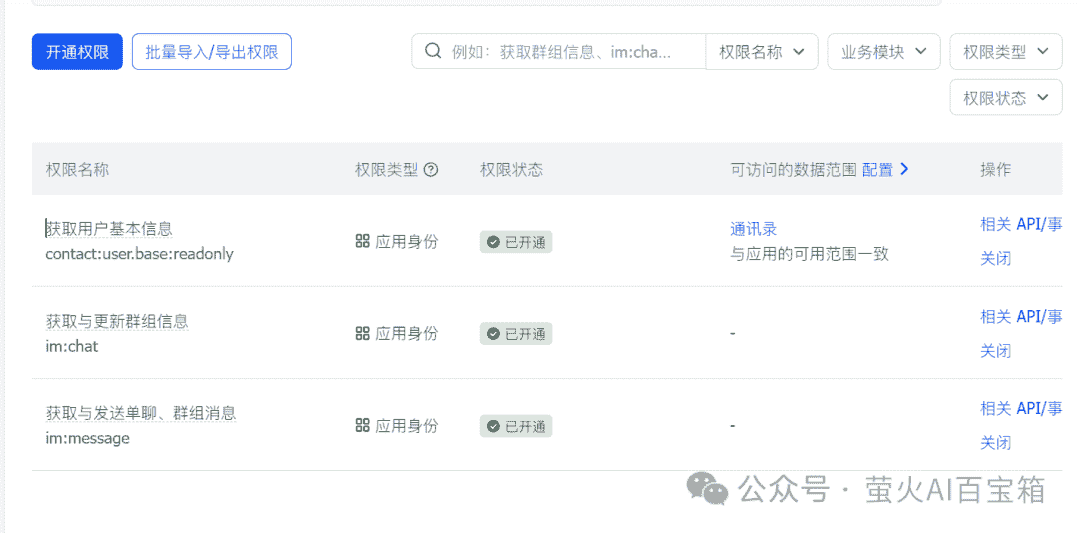 开通权限 批量导入/导出权限 例如：获取群组信息、im:cha... 权限名称 业务模块 权限类型
权限状态
权限名称 权限类型 权限状态 可访问的数据范围 配置 操作
获取用户基本信息 应用身份 已开通 通讯录 相关 API/事
contact:user.base:readonly 与应用的可用范围一致 关闭
获取与更新群组信息 应用身份 已开通 - 相关 API/事
im:chat 关闭
获取与发送单聊、群组消息 应用身份 已开通 - 相关 API/事
im:message 关闭
公众号 · 萤火AI百宝箱